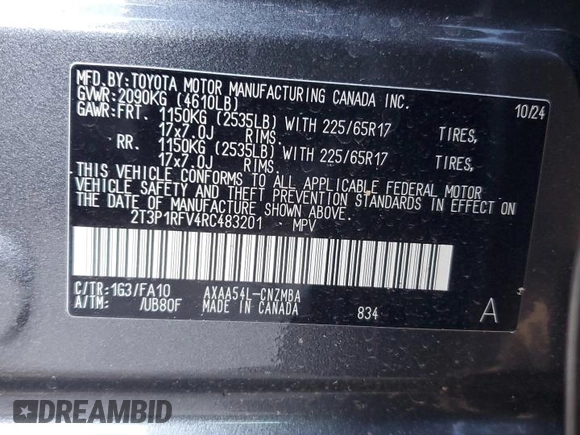 MFD.BY:TOYOTA MOTOR MANUFACTURING CANADA INC.
GVWR:2090KG (4610LB) 10/24
GAWR:FRT. 1150KG (2535LB) WITH 225/65R17 TIRES,
17x7.0J RIMS.
RR. 1150KG (2535LB) WITH 225/65R17 TIRES,
17x7.0J RIMS.
THIS VEHICLE CONFORMS TO ALL APPLICABLE FEDERAL MOTOR
VEHICLE SAFETY AND THEFT PREVENTION STANDARDS IN EFFECT ON
THE DATE OF MANUFACTURE SHOWN ABOVE.
2T3P1RFV4RC483201 MPV
C/TR:1G3/FA10 AXAA54L-CNZMBA
A/TM: /UB80F MADE IN CANADA 834 A
DREAMBID